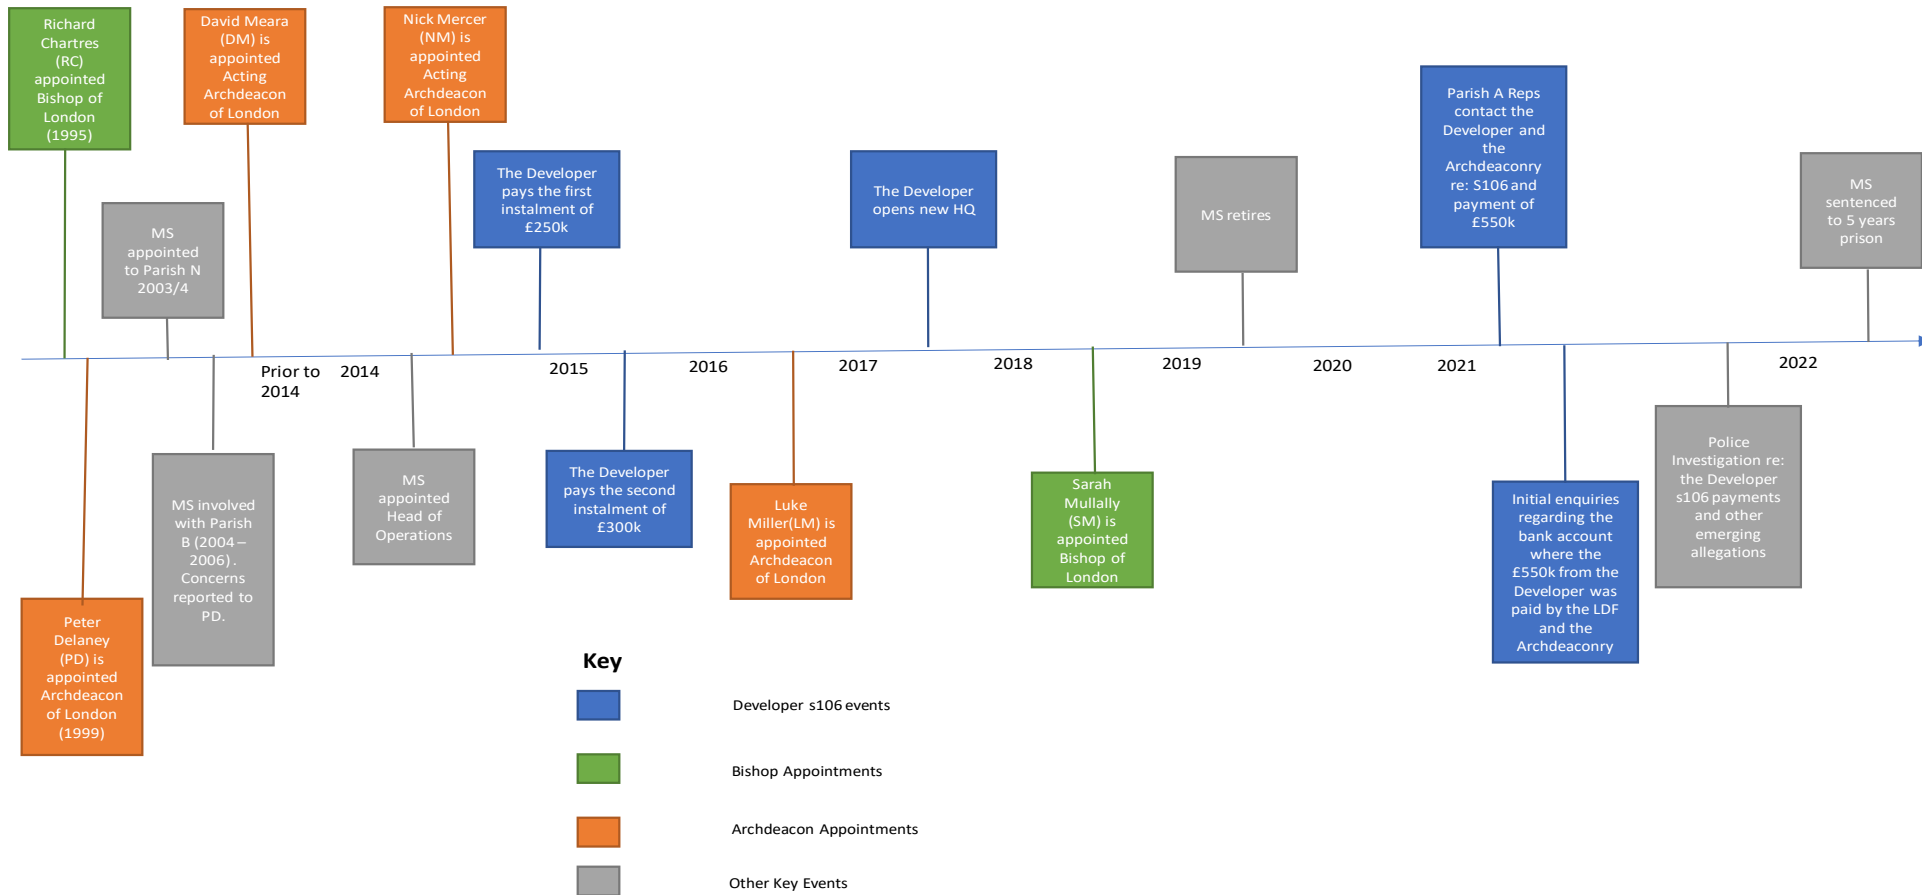 Richard
Chartres
(RC)
appointed
Bishop of
London
(1995)
David Meara
(DM) is
appointed
Acting
Archdeacon
of London
Nick Mercer
(NM) is
appointed
Acting
Archdeacon
of London
MS
appointed
to Parish N
2003/4
The Developer
pays the first
instalment of
£250k
The Developer
opens new HQ
MS retires
Parish A Reps
contact the
Developer and
the
Archdeaconry
re: S106 and
payment of
£550k
MS
sentenced
to 5 years
prison
Prior to
2014
2014
2015
2016
2017
2018
2019
2020
2021
2022
Peter
Delaney
(PD) is
appointed
Archdeacon
of London
(1999)
MS involved
with Parish
B (2004 –
2006) .
Concerns
reported to
PD.
MS
appointed
Head of
Operations
The Developer
pays the second
instalment of
£300k
Luke
Miller(LM) is
appointed
Archdeacon
of London
Sarah
Mullally
(SM) is
appointed
Bishop of
London
Initial enquiries
regarding the
bank account
where the
£550k from the
Developer was
paid by the LDF
and the
Archdeaconry
Police
Investigation re:
the Developer
s106 payments
and other
emerging
allegations
Key
Developer s106 events
Bishop Appointments
Archdeacon Appointments
Other Key Events